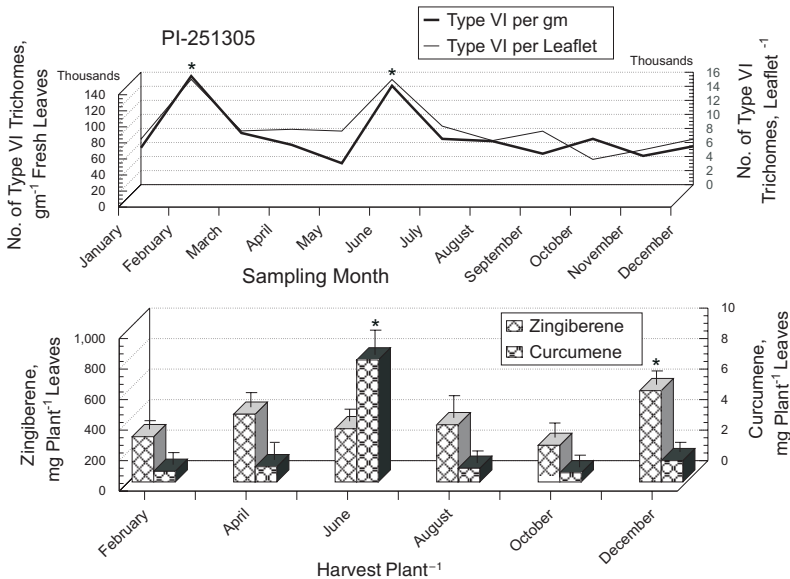 PI-251305
Type VI per gm
Type VI per Leaflet
Thousands
Thousands
No. of Type VI Trichomes,
gm⁻¹ Fresh Leaves
140
120
100
80
60
40
20
0
16
14
12
10
8
6
4
2
0
No. of Type VI
Trichomes, Leaflet ⁻¹
*
*
January
February
March
April
May
June
July
August
September
October
November
December
Sampling Month
Zingiberene
Curcumene
Zingiberene,
mg Plant⁻¹ Leaves
1,000
800
600
400
200
0
10
8
6
4
2
0
Curcumene,
mg Plant⁻¹ Leaves
*
*
February
April
June
August
October
December
Harvest Plant⁻¹